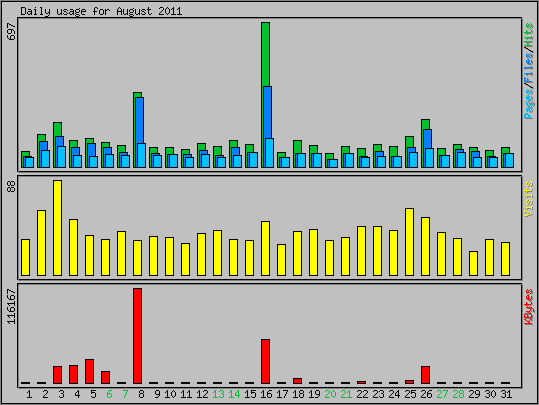 Daily usage for August 2011
697
Pages/Files/Hits
88
Visits
116167
KBytes
1 2 3 4 5 6 7 8 9 10 11 12 13 14 15 16 17 18 19 20 21 22 23 24 25 26 27 28 29 30 31